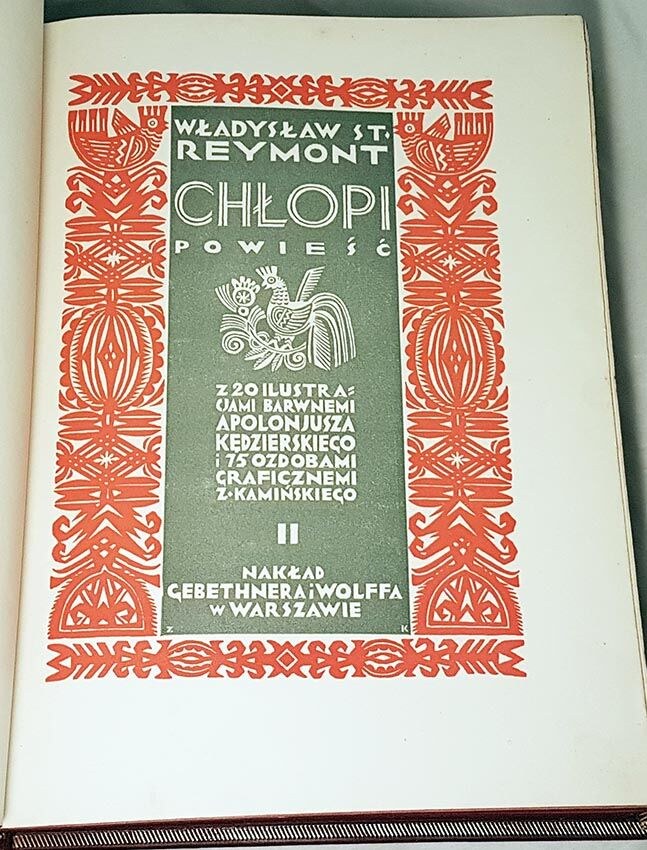 WŁADYSŁAW ST.
REYMONT
CHŁOPI
POWIEŚĆ
Z 20 ILUSTRA=
CJAMI BARWNEMI
APOLONJUSZA
KĘDZIERSKIEGO
i 75 OZDOBAMI
GRAFICZNEMI
Z·KAMIŃSKIEGO
II
NAKŁAD
GEBETHNERA i WOLFFA
W WARSZAWIE
Z K